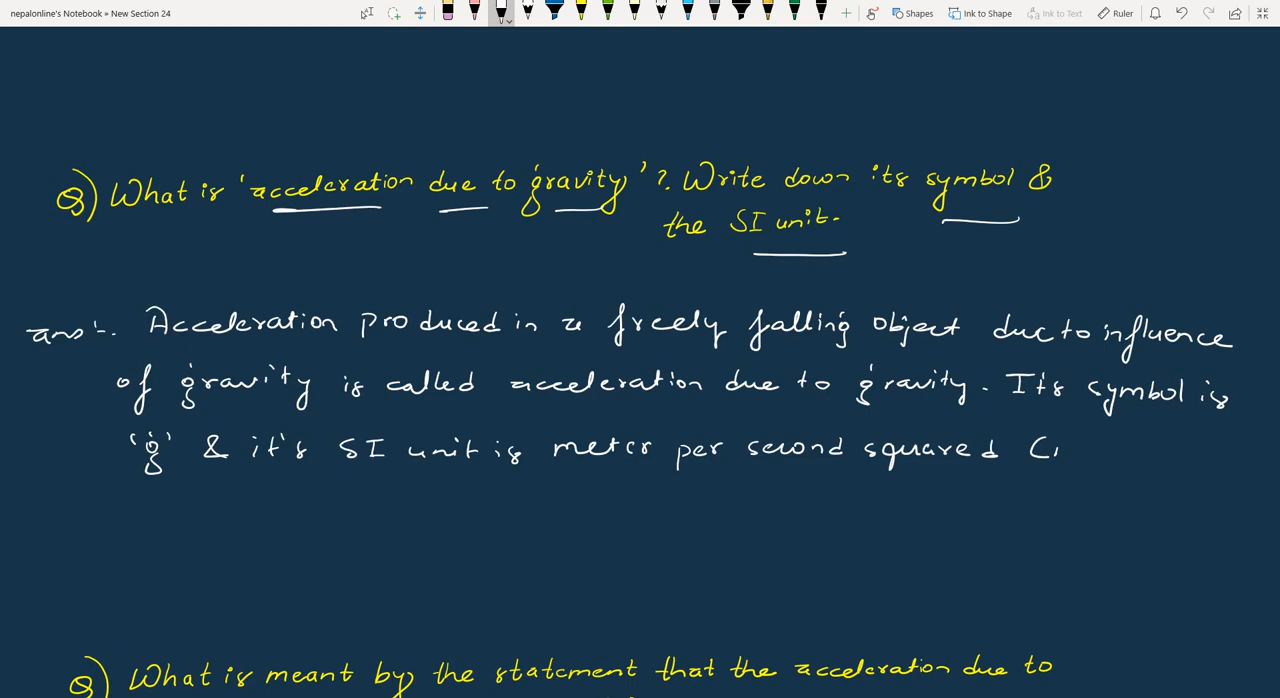 nepalonline's Notebook » New Section 24
Shapes Ink to Shape Ink to Text Ruler
Q) What is 'acceleration due to gravity'?. Write down its symbol &
the SI unit.
ans:-. Acceleration produced in a freely falling object due to influence
of gravity is called acceleration due to gravity. It's symbol is
'g' & it's SI unit is meter per second squared (
Q) What is meant by the statement that the acceleration due to